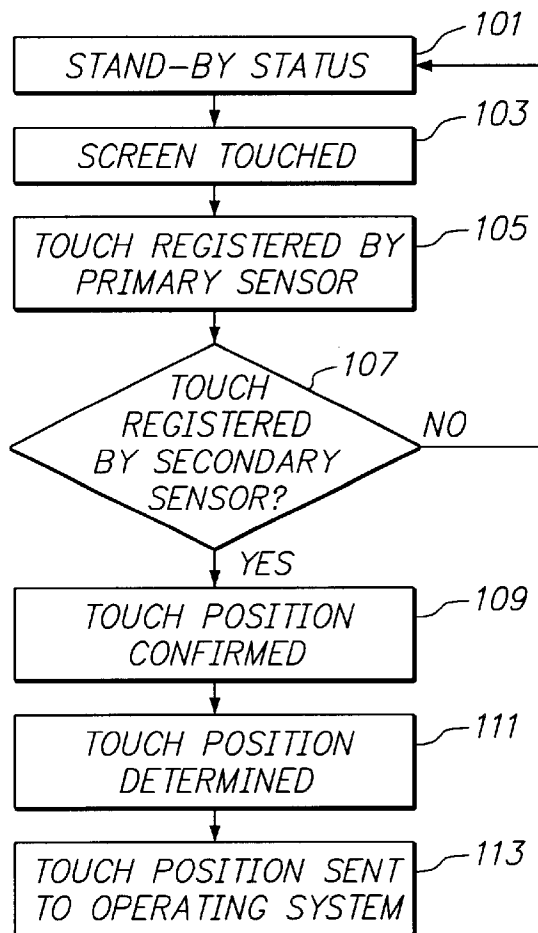 101
STAND-BY STATUS
103
SCREEN TOUCHED
105
TOUCH REGISTERED BY
PRIMARY SENSOR
107
TOUCH
REGISTERED
BY SECONDARY
SENSOR?
NO
YES
109
TOUCH POSITION
CONFIRMED
111
TOUCH POSITION
DETERMINED
113
TOUCH POSITION SENT
TO OPERATING SYSTEM